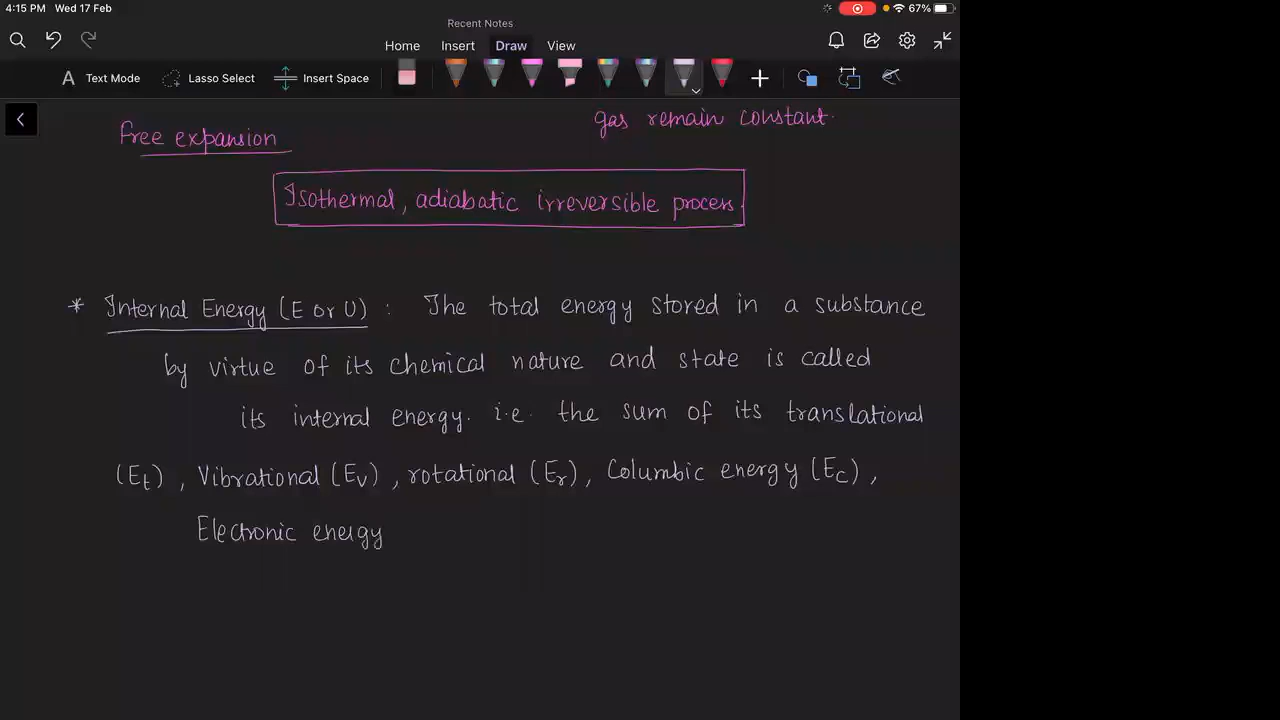 4:15 PM Wed 17 Feb
67%
Recent Notes
Home Insert Draw View
A Text Mode Lasso Select Insert Space
gas remain constant.
Free expansion
Isothermal, adiabatic irreversible process.
* Internal Energy (E or U) : The total energy stored in a substance
by virtue of its chemical nature and state is called
its internal energy. i.e. the sum of its translational
(Et) , Vibrational (Ev) , rotational (Er) , Columbic energy (Ec) ,
Electronic energy